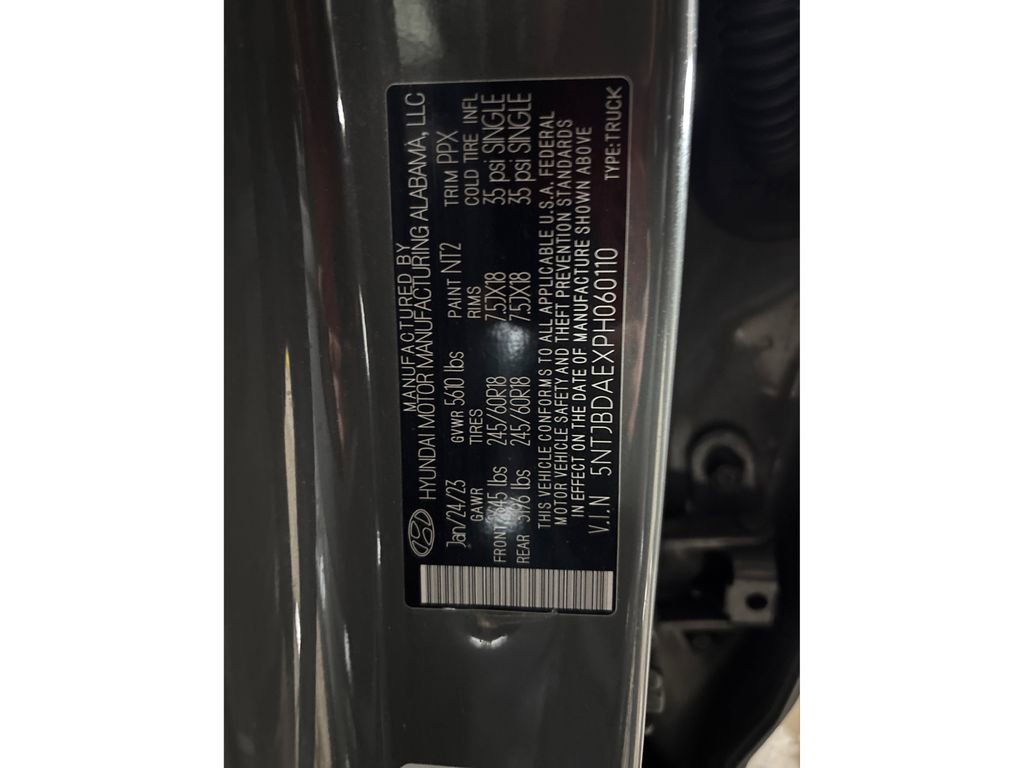 MANUFACTURED BY
HYUNDAI MOTOR MANUFACTURING ALABAMA, LLC
Jan/24/23 GVWR 5610 lbs PAINT NT2 TRIM PPX
GAWR TIRES RIMS COLD TIRE INFL
FRONT lbs 245/60R18 7.5JX18 35 psi SINGLE
REAR 3196 lbs 245/60R18 7.5JX18 35 psi SINGLE
THIS VEHICLE CONFORMS TO ALL APPLICABLE U.S.A. FEDERAL
MOTOR VEHICLE SAFETY AND THEFT PREVENTION STANDARDS
IN EFFECT ON THE DATE OF MANUFACTURE SHOWN ABOVE
V.I.N 5NTJBDAEXPH060110 TYPE:TRUCK